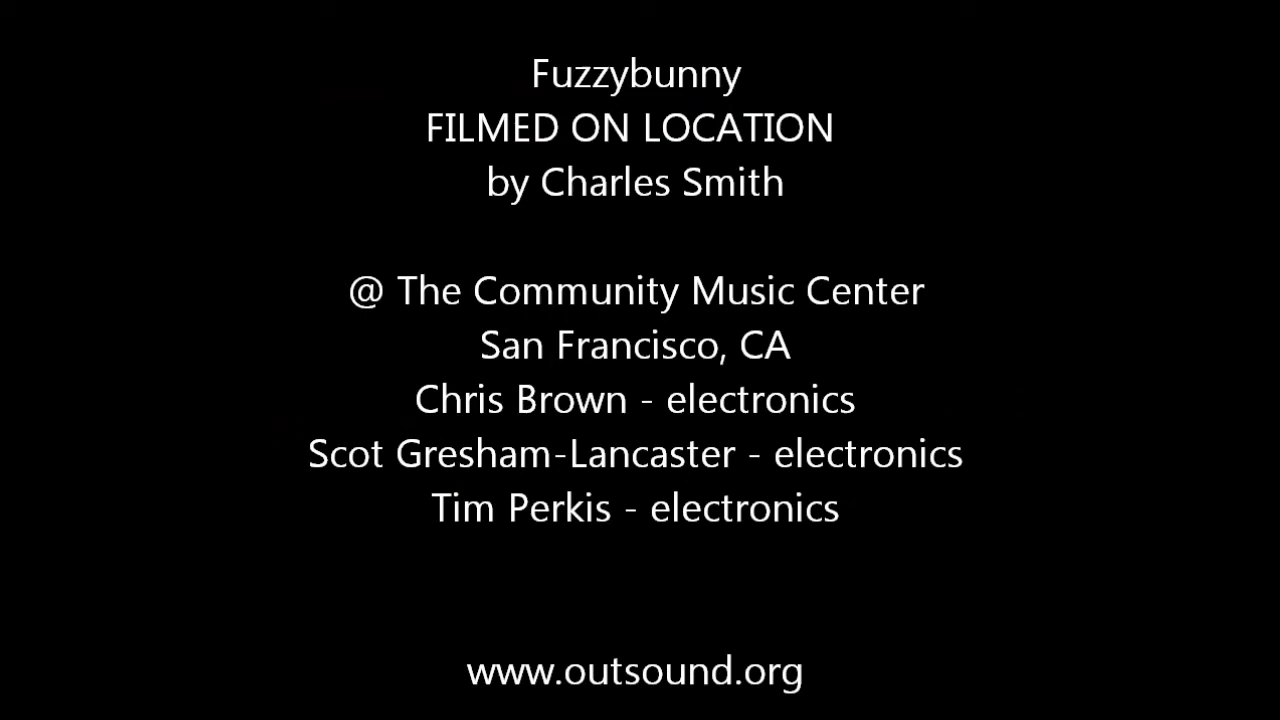 Fuzzybunny
FILMED ON LOCATION
by Charles Smith
@ The Community Music Center
San Francisco, CA
Chris Brown - electronics
Scot Gresham-Lancaster - electronics
Tim Perkis - electronics
www.outsound.org